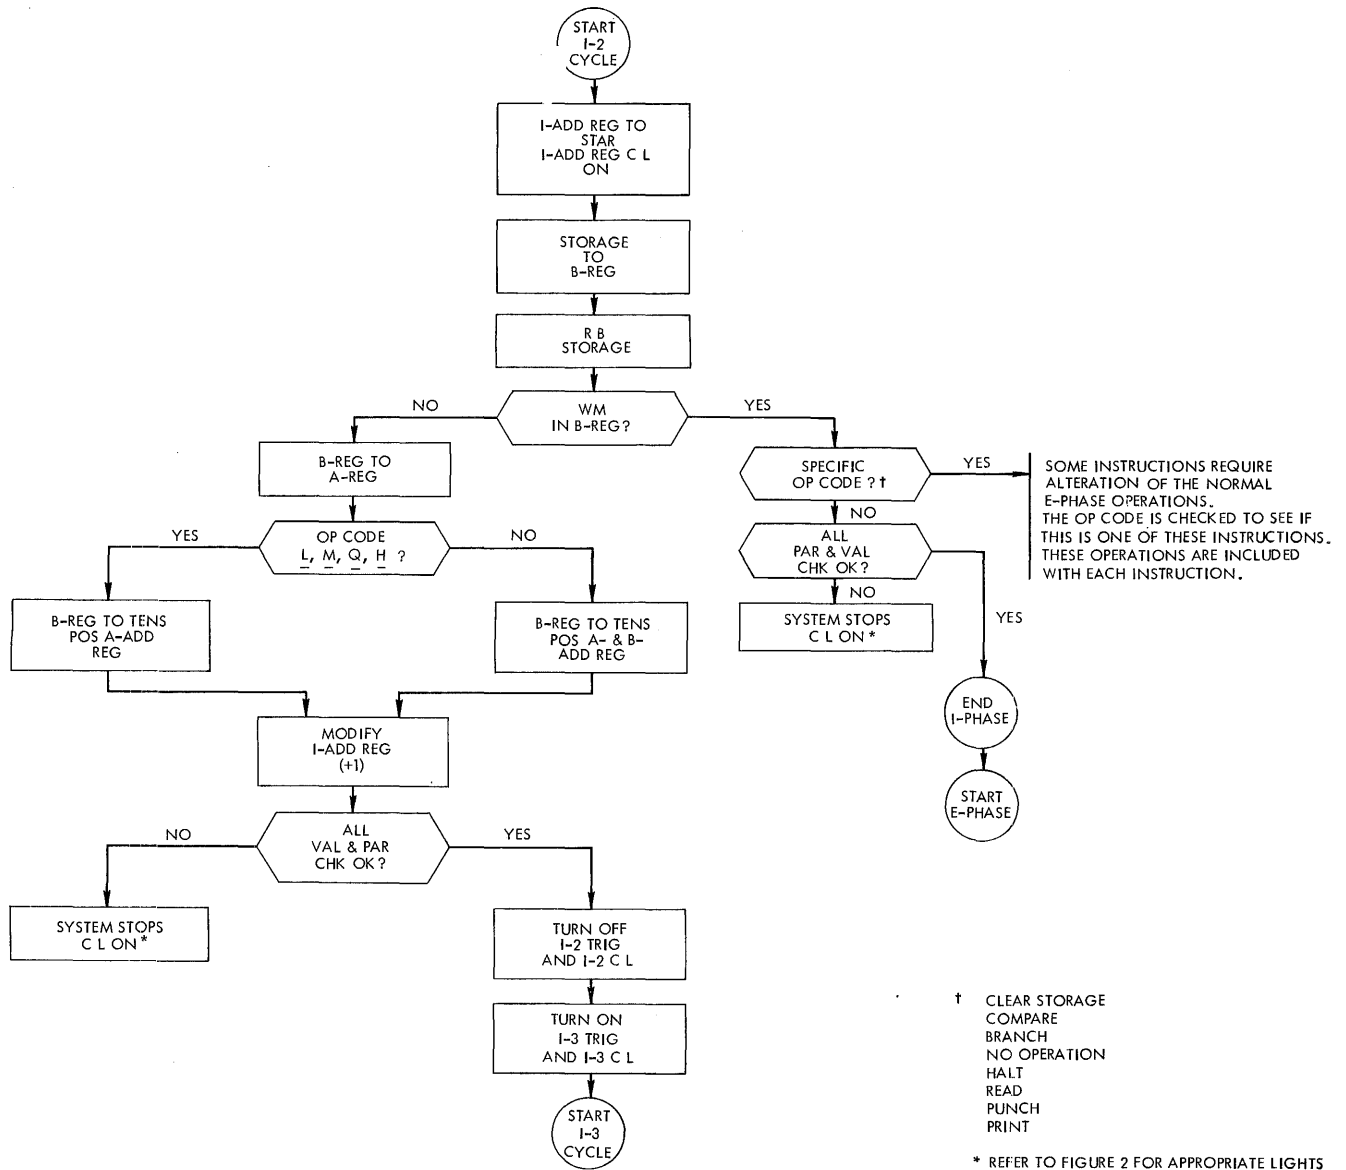 START
I-2
CYCLE
I-ADD REG TO
STAR
I-ADD REG C L
ON
STORAGE
TO
B-REG
R B
STORAGE
WM
IN B-REG?
NO
YES
B-REG TO
A-REG
OP CODE
L, M, Q, H ?
YES
NO
B-REG TO TENS
POS A-ADD
REG
B-REG TO TENS
POS A- & B-
ADD REG
MODIFY
I-ADD REG
(+1)
ALL
VAL & PAR
CHK OK?
NO
YES
SYSTEM STOPS
C L ON *
TURN OFF
I-2 TRIG
AND I-2 C L
TURN ON
I-3 TRIG
AND I-3 C L
START
I-3
CYCLE
SPECIFIC
OP CODE ? †
YES
SOME INSTRUCTIONS REQUIRE
ALTERATION OF THE NORMAL
E-PHASE OPERATIONS.
THE OP CODE IS CHECKED TO SEE IF
THIS IS ONE OF THESE INSTRUCTIONS.
THESE OPERATIONS ARE INCLUDED
WITH EACH INSTRUCTION.
NO
ALL
PAR & VAL
CHK OK?
NO
YES
SYSTEM STOPS
C L ON *
END
I-PHASE
START
E-PHASE
† CLEAR STORAGE
COMPARE
BRANCH
NO OPERATION
HALT
READ
PUNCH
PRINT
* REFER TO FIGURE 2 FOR APPROPRIATE LIGHTS